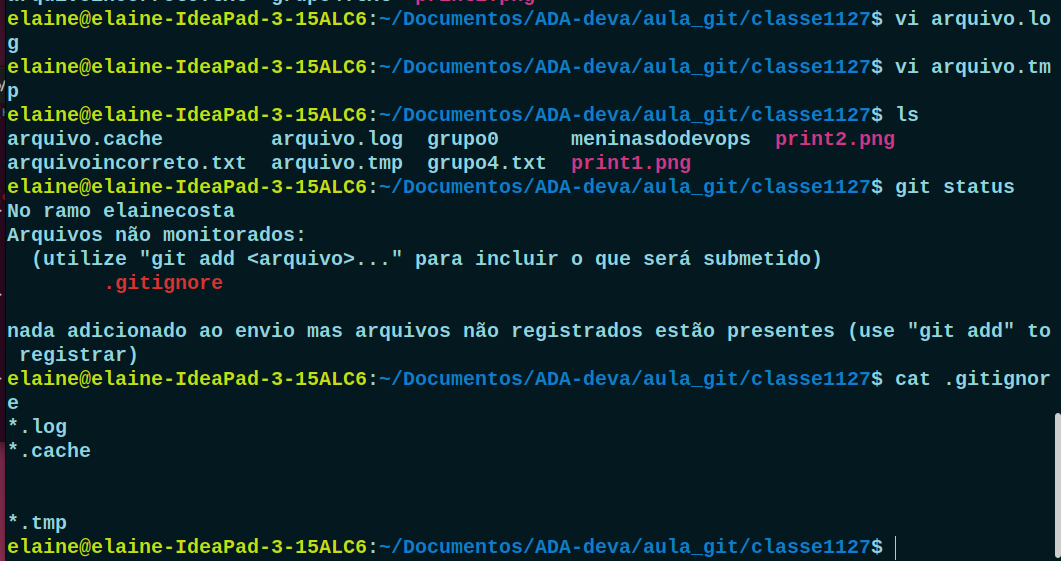 elaine@elaine-IdeaPad-3-15ALC6:~/Documentos/ADA-deva/aula_git/classe1127$ vi arquivo.lo
g
elaine@elaine-IdeaPad-3-15ALC6:~/Documentos/ADA-deva/aula_git/classe1127$ vi arquivo.tm
p
elaine@elaine-IdeaPad-3-15ALC6:~/Documentos/ADA-deva/aula_git/classe1127$ ls
arquivo.cache         arquivo.log  grupo0      meninasdodevops  print2.png
arquivoincorreto.txt  arquivo.tmp  grupo4.txt  print1.png
elaine@elaine-IdeaPad-3-15ALC6:~/Documentos/ADA-deva/aula_git/classe1127$ git status
No ramo elainecosta
Arquivos não monitorados:
  (utilize "git add <arquivo>..." para incluir o que será submetido)
        .gitignore

nada adicionado ao envio mas arquivos não registrados estão presentes (use "git add" to
 registrar)
elaine@elaine-IdeaPad-3-15ALC6:~/Documentos/ADA-deva/aula_git/classe1127$ cat .gitignor
e
*.log
*.cache


*.tmp
elaine@elaine-IdeaPad-3-15ALC6:~/Documentos/ADA-deva/aula_git/classe1127$